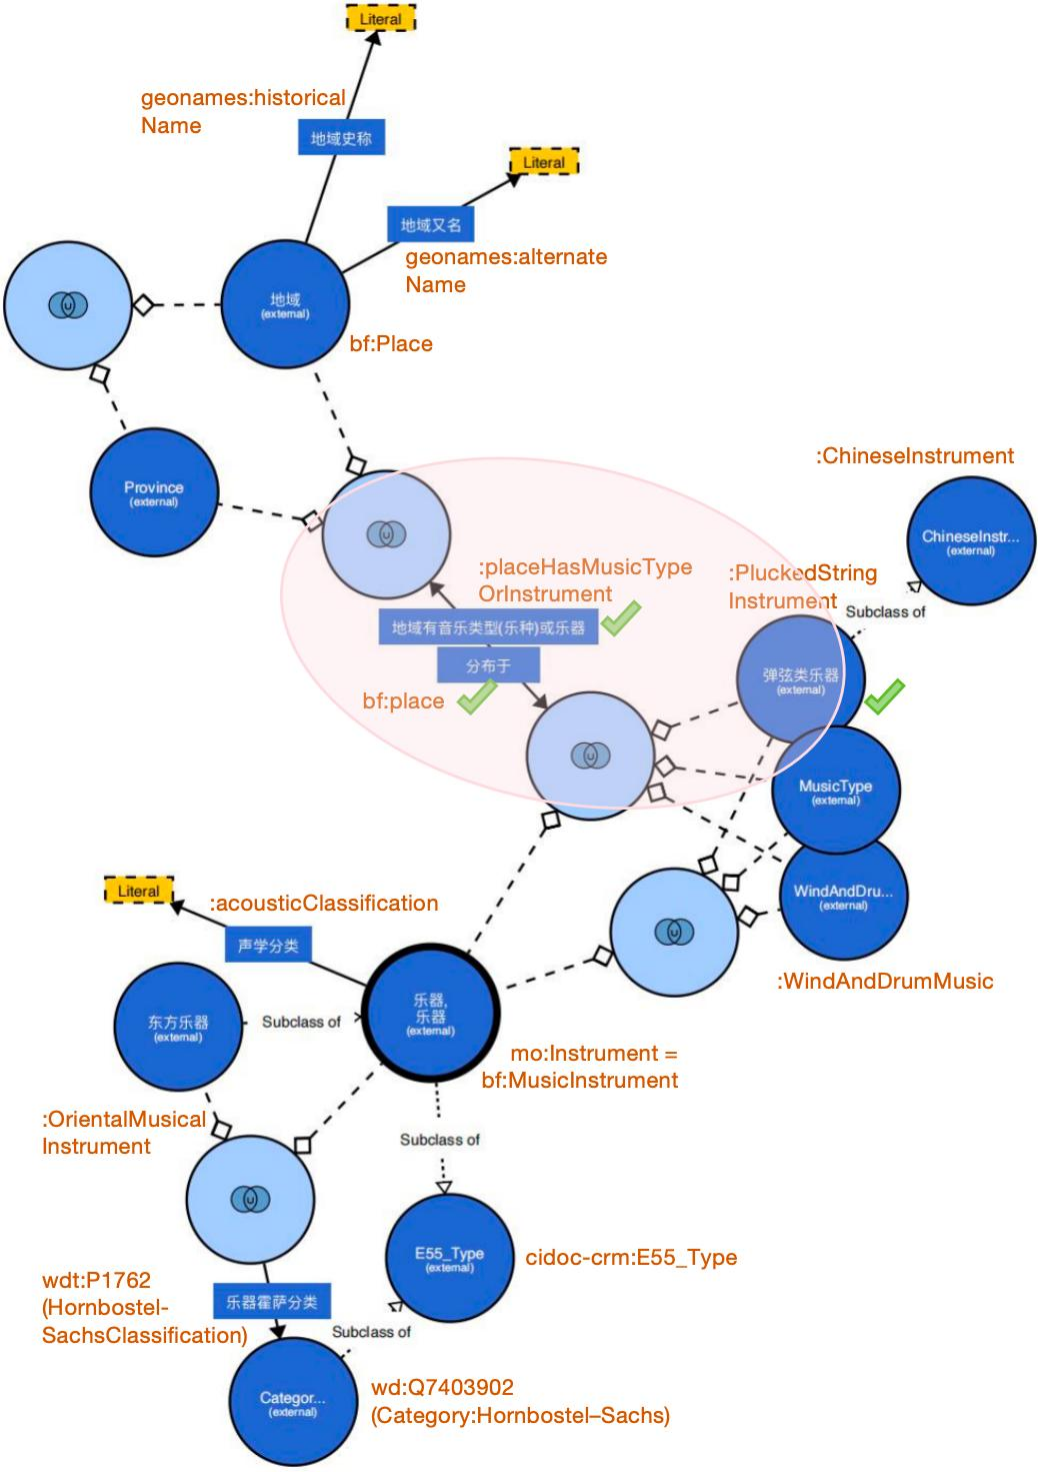 Literal
geonames:historical
Name
地域史称
Literal
地域又名
geonames:alternate
Name
地域
(external)
bf:Place
Province
(external)
:ChineseInstrument
ChineseInstr...
(external)
:placeHasMusicType
OrInstrument
:PluckedString
Instrument
Subclass of
地域有音乐类型(乐种)或乐器
分布于
bf:place
弹弦类乐器
(external)
MusicType
(external)
WindAndDru...
(external)
:WindAndDrumMusic
Literal
:acousticClassification
声学分类
东方乐器
(external)
Subclass of
乐器,
乐器
(external)
mo:Instrument =
bf:MusicInstrument
:OrientalMusical
Instrument
Subclass of
E55_Type
(external)
cidoc-crm:E55_Type
wdt:P1762
(Hornbostel-
SachsClassification)
乐器霍萨分类
Subclass of
Categor...
(external)
wd:Q7403902
(Category:Hornbostel–Sachs)